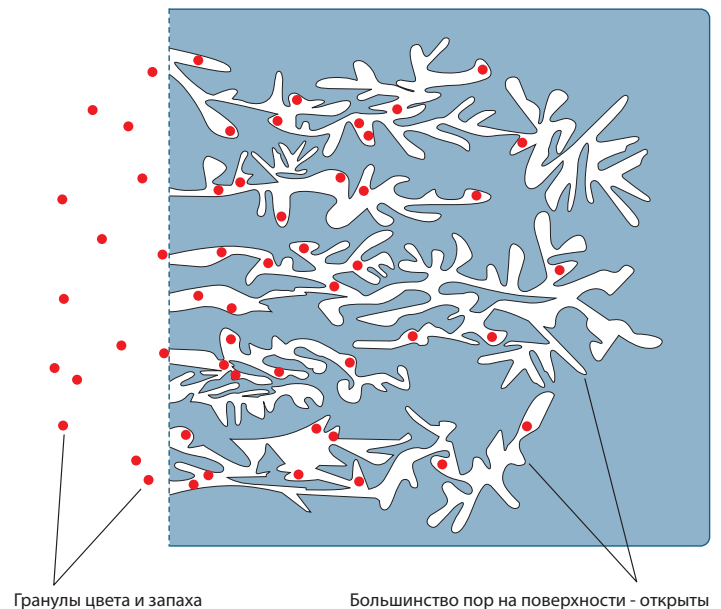 Гранулы цвета и запаха
Большинство пор на поверхности - открыты